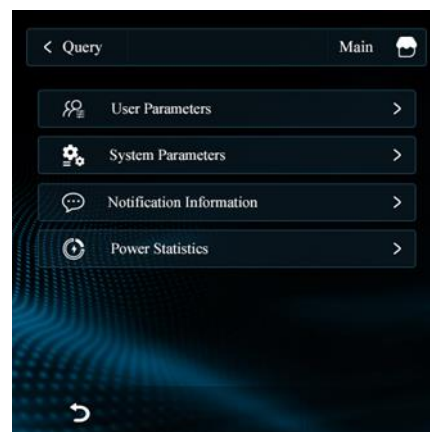 Query Main
User Parameters
System Parameters
Notification Information
Power Statistics